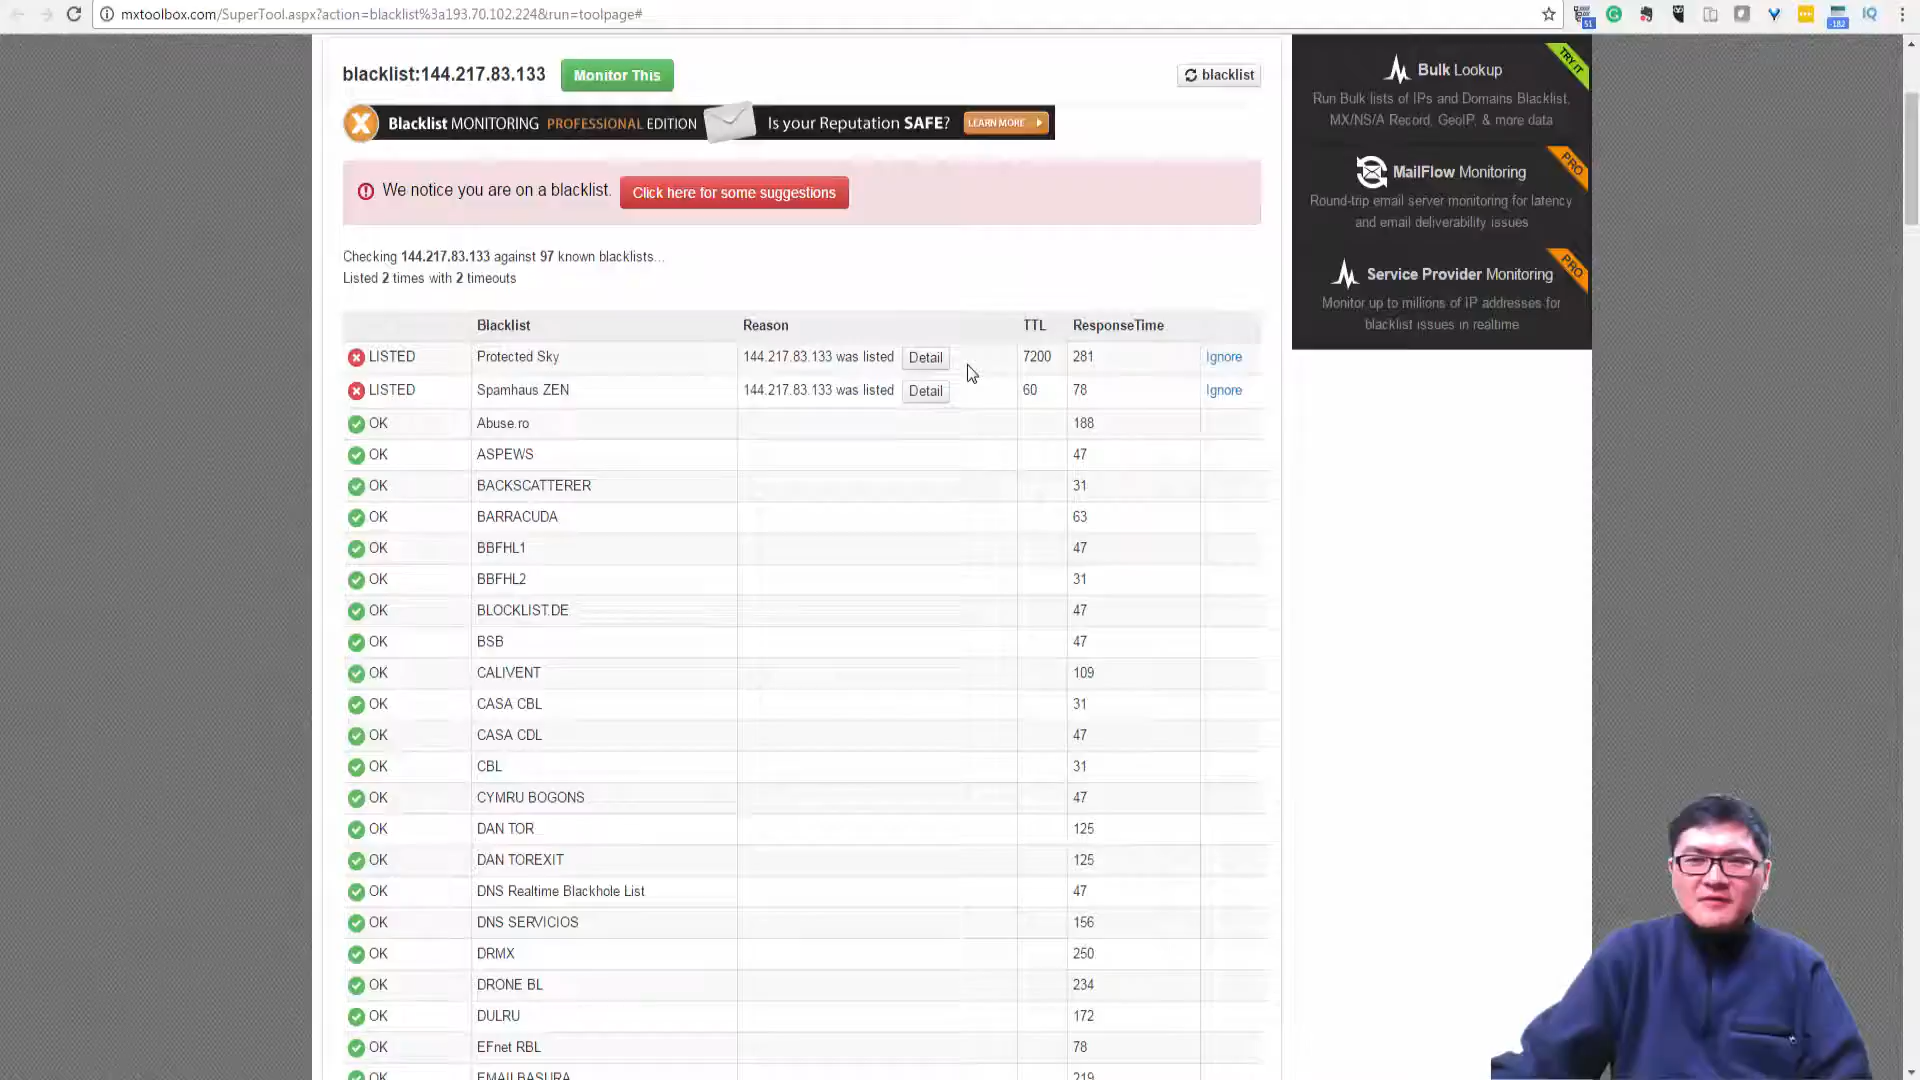 mxtoolbox.com/SuperTool.aspx?action=blacklist%3a193.70.102.224&run=toolpage#
51
-182
IQ
blacklist:144.217.83.133 Monitor This blacklist
X Blacklist MONITORING PROFESSIONAL EDITION Is your Reputation SAFE? LEARN MORE
We notice you are on a blacklist. Click here for some suggestions
Checking 144.217.83.133 against 97 known blacklists...
Listed 2 times with 2 timeouts
Blacklist Reason TTL ResponseTime
LISTED Protected Sky 144.217.83.133 was listed Detail 7200 281 Ignore
LISTED Spamhaus ZEN 144.217.83.133 was listed Detail 60 78 Ignore
OK Abuse.ro 188
OK ASPEWS 47
OK BACKSCATTERER 31
OK BARRACUDA 63
OK BBFHL1 47
OK BBFHL2 31
OK BLOCKLIST.DE 47
OK BSB 47
OK CALIVENT 109
OK CASA CBL 31
OK CASA CDL 47
OK CBL 31
OK CYMRU BOGONS 47
OK DAN TOR 125
OK DAN TOREXIT 125
OK DNS Realtime Blackhole List 47
OK DNS SERVICIOS 156
OK DRMX 250
OK DRONE BL 234
OK DULRU 172
OK EFnet RBL 78
OK EMAILBASURA 219
Bulk Lookup
TRY IT
Run Bulk lists of IPs and Domains Blacklist,
MX/NS/A Record, GeoIP, & more data
MailFlow Monitoring
PRO
Round-trip email server monitoring for latency
and email deliverability issues
Service Provider Monitoring
PRO
Monitor up to millions of IP addresses for
blacklist issues in realtime